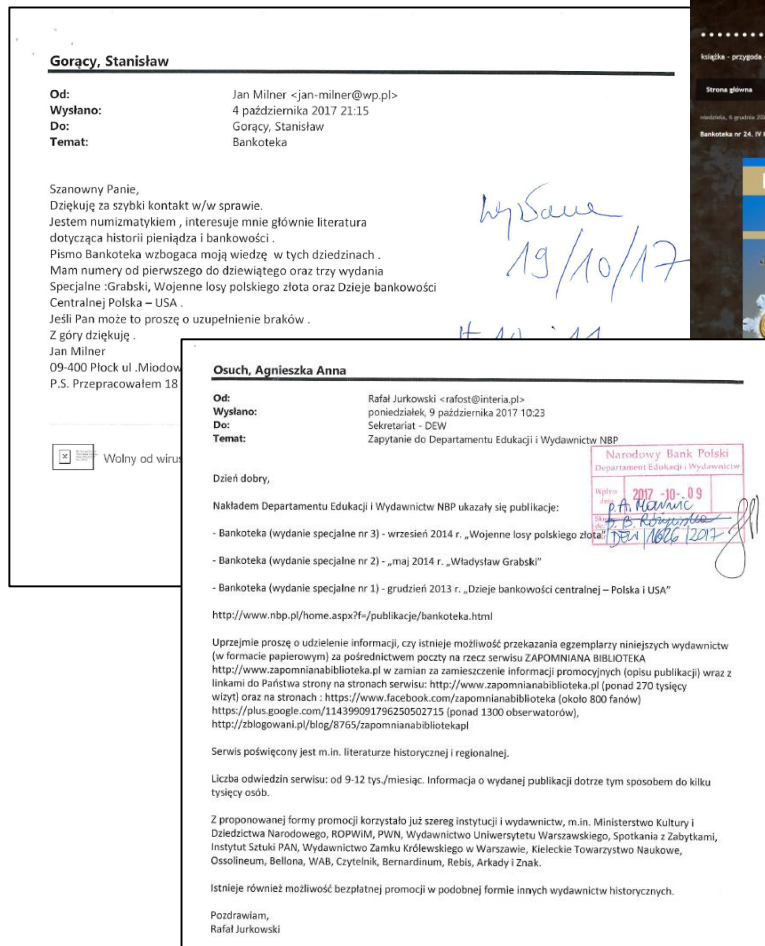 Gorący, Stanisław
Od: Jan Milner <jan-milner@wp.pl>
Wysłano: 4 października 2017 21:15
Do: Gorący, Stanisław
Temat: Bankoteka
Szanowny Panie,
Dziękuję za szybki kontakt w/w sprawie.
Jestem numizmatykiem , interesuje mnie głównie literatura
dotycząca historii pieniądza i bankowości .
Pismo Bankoteka wzbogaca moją wiedzę w tych dziedzinach .
Mam numery od pierwszego do dziewiątego oraz trzy wydania
Specjalne :Grabski, Wojenne losy polskiego złota oraz Dzieje bankowości
Centralnej Polska – USA .
Jeśli Pan może to proszę o uzupełnienie braków .
Z góry dziękuję .
Jan Milner
09-400 Płock ul .Miodow
P.S. Przepracowałem 18
Wolny od wirus
19/10/17
książka - przygoda -
Strona główna
niedziela, 6 grudnia 202
Bankoteka nr 24. IV
Osuch, Agnieszka Anna
Od: Rafał Jurkowski <rafost@interia.pl>
Wysłano: poniedziałek, 9 października 2017 10:23
Do: Sekretariat - DEW
Temat: Zapytanie do Departamentu Edukacji i Wydawnictw NBP
Narodowy Bank Polski
Departament Edukacji i Wydawnictw
2017 -10-. 09
DEW/1626/2017
Dzień dobry,
Nakładem Departamentu Edukacji i Wydawnictw NBP ukazały się publikacje:
- Bankoteka (wydanie specjalne nr 3) - wrzesień 2014 r. „Wojenne losy polskiego złota"
- Bankoteka (wydanie specjalne nr 2) - „maj 2014 r. „Władysław Grabski”
- Bankoteka (wydanie specjalne nr 1) - grudzień 2013 r. „Dzieje bankowości centralnej – Polska i USA”
http://www.nbp.pl/home.aspx?f=/publikacje/bankoteka.html
Uprzejmie proszę o udzielenie informacji, czy istnieje możliwość przekazania egzemplarzy niniejszych wydawnictw
(w formacie papierowym) za pośrednictwem poczty na rzecz serwisu ZAPOMNIANA BIBLIOTEKA
http://www.zapomnianabiblioteka.pl w zamian za zamieszczenie informacji promocyjnych (opisu publikacji) wraz z
linkami do Państwa strony na stronach serwisu: http://www.zapomnianabiblioteka.pl (ponad 270 tysięcy
wizyt) oraz na stronach : https://www.facebook.com/zapomnianabiblioteka (około 800 fanów)
https://plus.google.com/114399091796250502715 (ponad 1300 obserwatorów),
http://zblogowani.pl/blog/8765/zapomnianabibliotekapl
Serwis poświęcony jest m.in. literaturze historycznej i regionalnej.
Liczba odwiedzin serwisu: od 9-12 tys./miesiąc. Informacja o wydanej publikacji dotrze tym sposobem do kilku
tysięcy osób.
Z proponowanej formy promocji korzystało już szereg instytucji i wydawnictw, m.in. Ministerstwo Kultury i
Dziedzictwa Narodowego, ROPWiM, PWN, Wydawnictwo Uniwersytetu Warszawskiego, Spotkania z Zabytkami,
Instytut Sztuki PAN, Wydawnictwo Zamku Królewskiego w Warszawie, Kieleckie Towarzystwo Naukowe,
Ossolineum, Bellona, WAB, Czytelnik, Bernardinum, Rebis, Arkady i Znak.
Istnieje również możliwość bezpłatnej promocji w podobnej formie innych wydawnictw historycznych.
Pozdrawiam,
Rafał Jurkowski